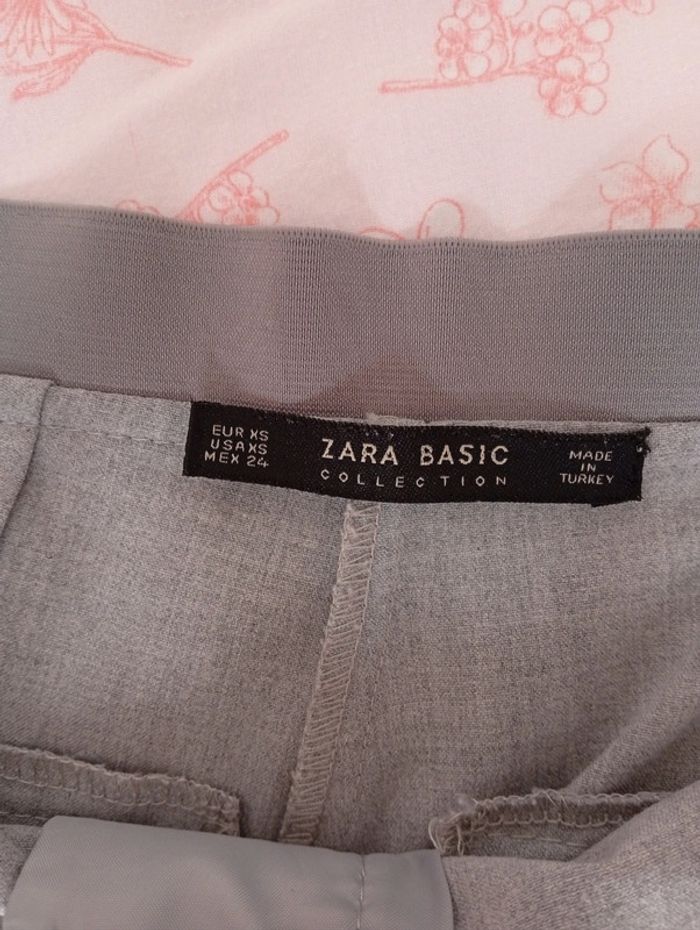 EUR XS
USA XS
MEX 24
ZARA BASIC
COLLECTION
MADE
IN
TURKEY